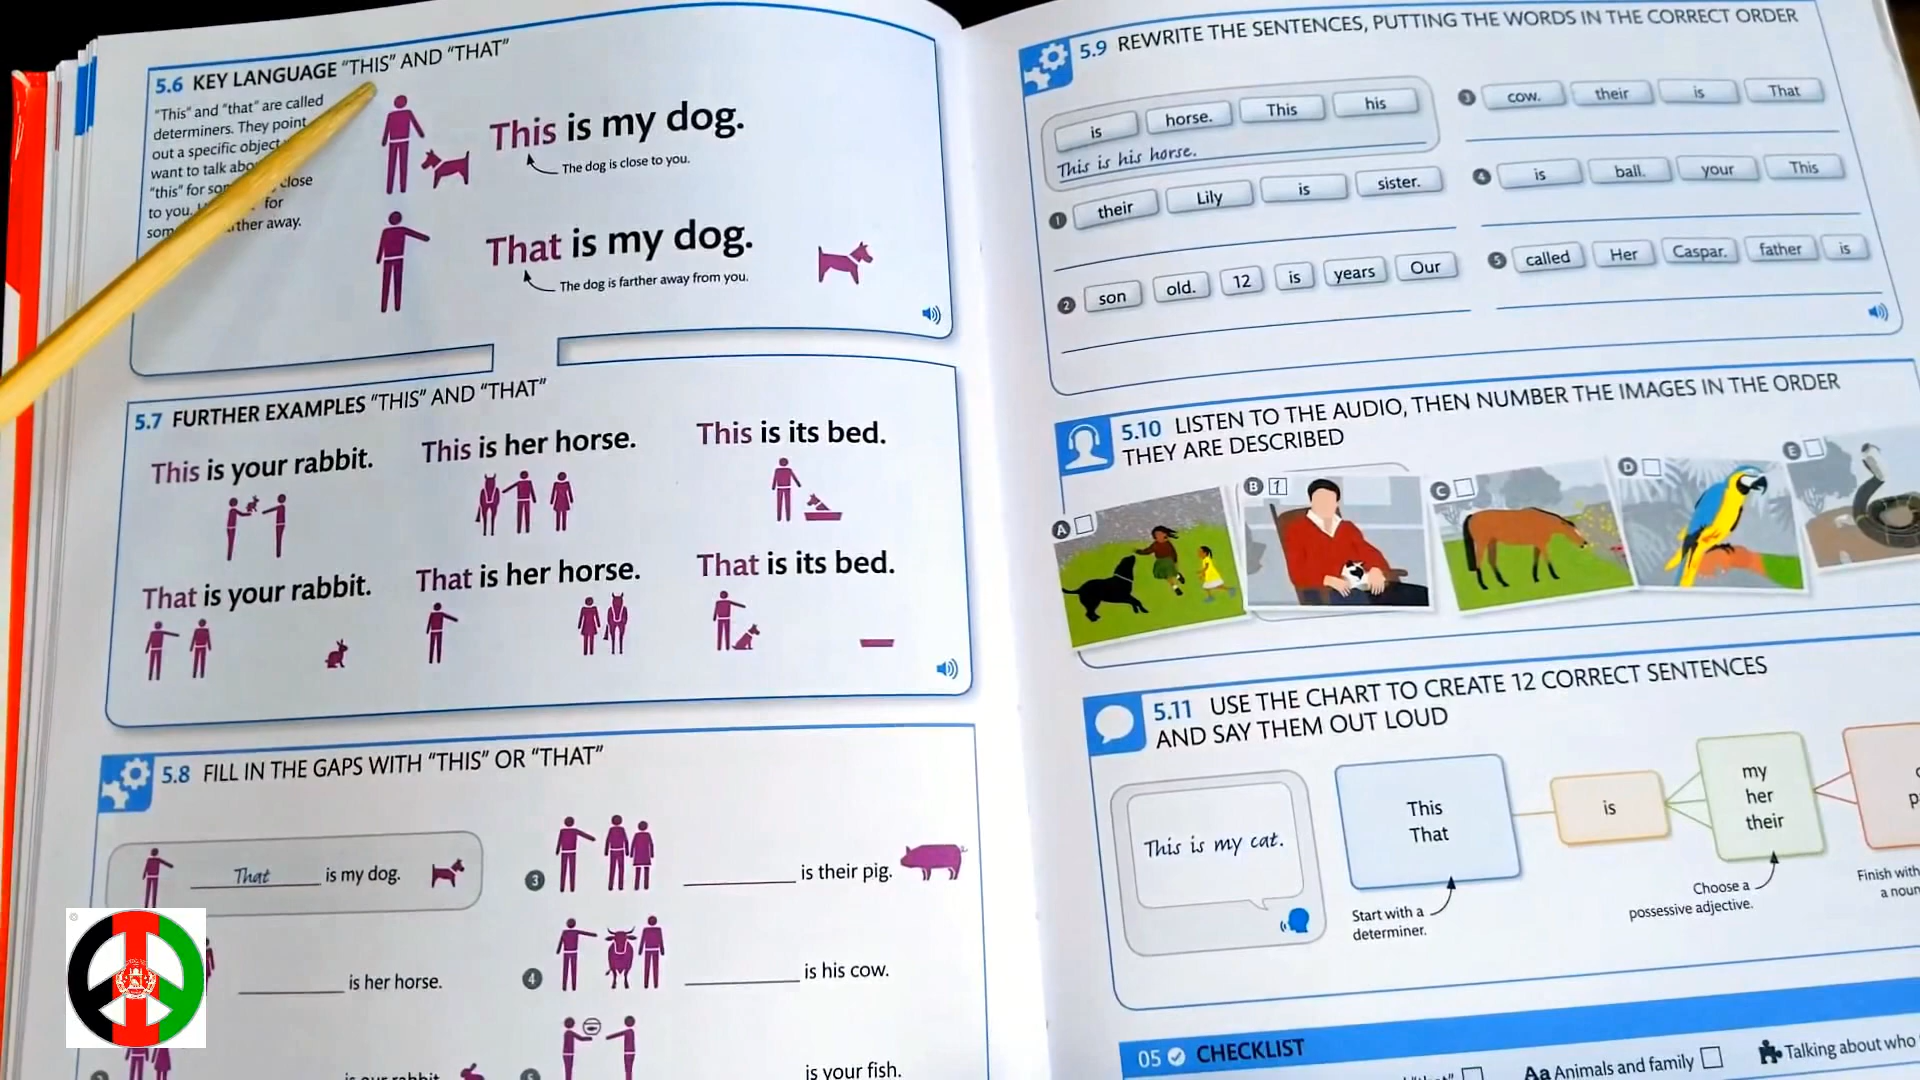 5.6 KEY LANGUAGE “THIS” AND “THAT”
“This” and “that” are called
determiners. They point
out a specific object
want to talk
“this” for close
to you. for
ther away.
This is my dog.
The dog is close to you.
That is my dog.
The dog is farther away from you.
5.7 FURTHER EXAMPLES “THIS” AND “THAT”
This is your rabbit.
This is her horse.
This is its bed.
That is your rabbit.
That is her horse.
That is its bed.
5.8 FILL IN THE GAPS WITH “THIS” OR “THAT”
That is my dog.
is her horse.
is our rabbit.
3 is their pig.
4 is his cow.
5 is your fish.
5.9 REWRITE THE SENTENCES, PUTTING THE WORDS IN THE CORRECT ORDER
is horse. This his
This is his horse.
1 their Lily is sister.
2 son old. 12 is years Our
3 cow. their is That
4 is ball. your This
5 called Her Caspar. father is
5.10 LISTEN TO THE AUDIO, THEN NUMBER THE IMAGES IN THE ORDER
THEY ARE DESCRIBED
A
B 1
C
D
E
5.11 USE THE CHART TO CREATE 12 CORRECT SENTENCES
AND SAY THEM OUT LOUD
This is my cat.
This
That
is
my
her
their
Start with a
determiner.
Choose a
possessive adjective.
Finish with
a noun
05 CHECKLIST
Aa Animals and family
Talking about who